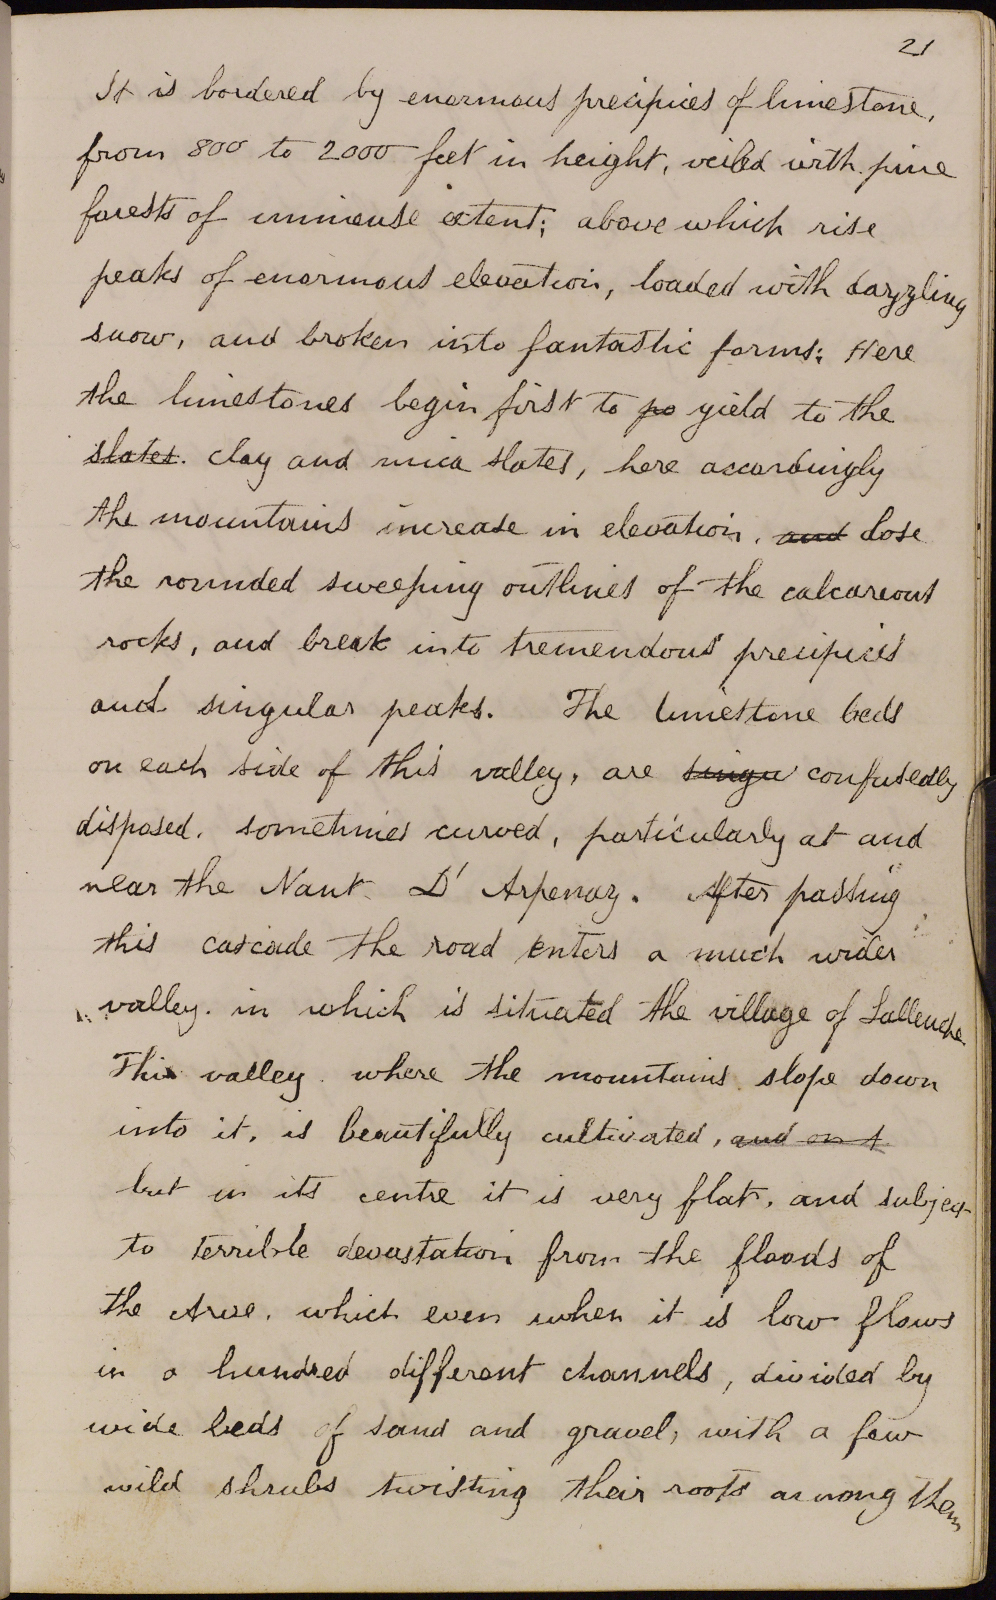 21
It is bordered by enormous precipices of limestone,
from 800 to 2000 feet in height, veiled with pine
forests of immense extent; above which rise
peaks of enormous elevation, loaded with dazzling
snow, and broken into fantastic forms; Here
the limestones begin first to po yield to the
slates. clay and mica slates, here accordingly
the mountains increase in elevation, and lose
the rounded sweeping outlines of the calcareous
rocks, and break into tremendous precipices
and singular peaks. The limestone beds
on each side of this valley, are singu confusedly
disposed. sometimes curved, particularly at and
near the Nant D' Arpenaz. After passing
this cascade the road enters a much wider
valley. in which is situated the village of Sallenche.
This valley where the mountains slope down
into it, is beautifully cultivated, and on t
but in its centre it is very flat, and subject
to terrible devastation from the floods of
the Arve. which even when it is low flows
in a hundred different channels, divided by
wide beds of sand and gravel, with a few
wild shrubs twisting their roots among them